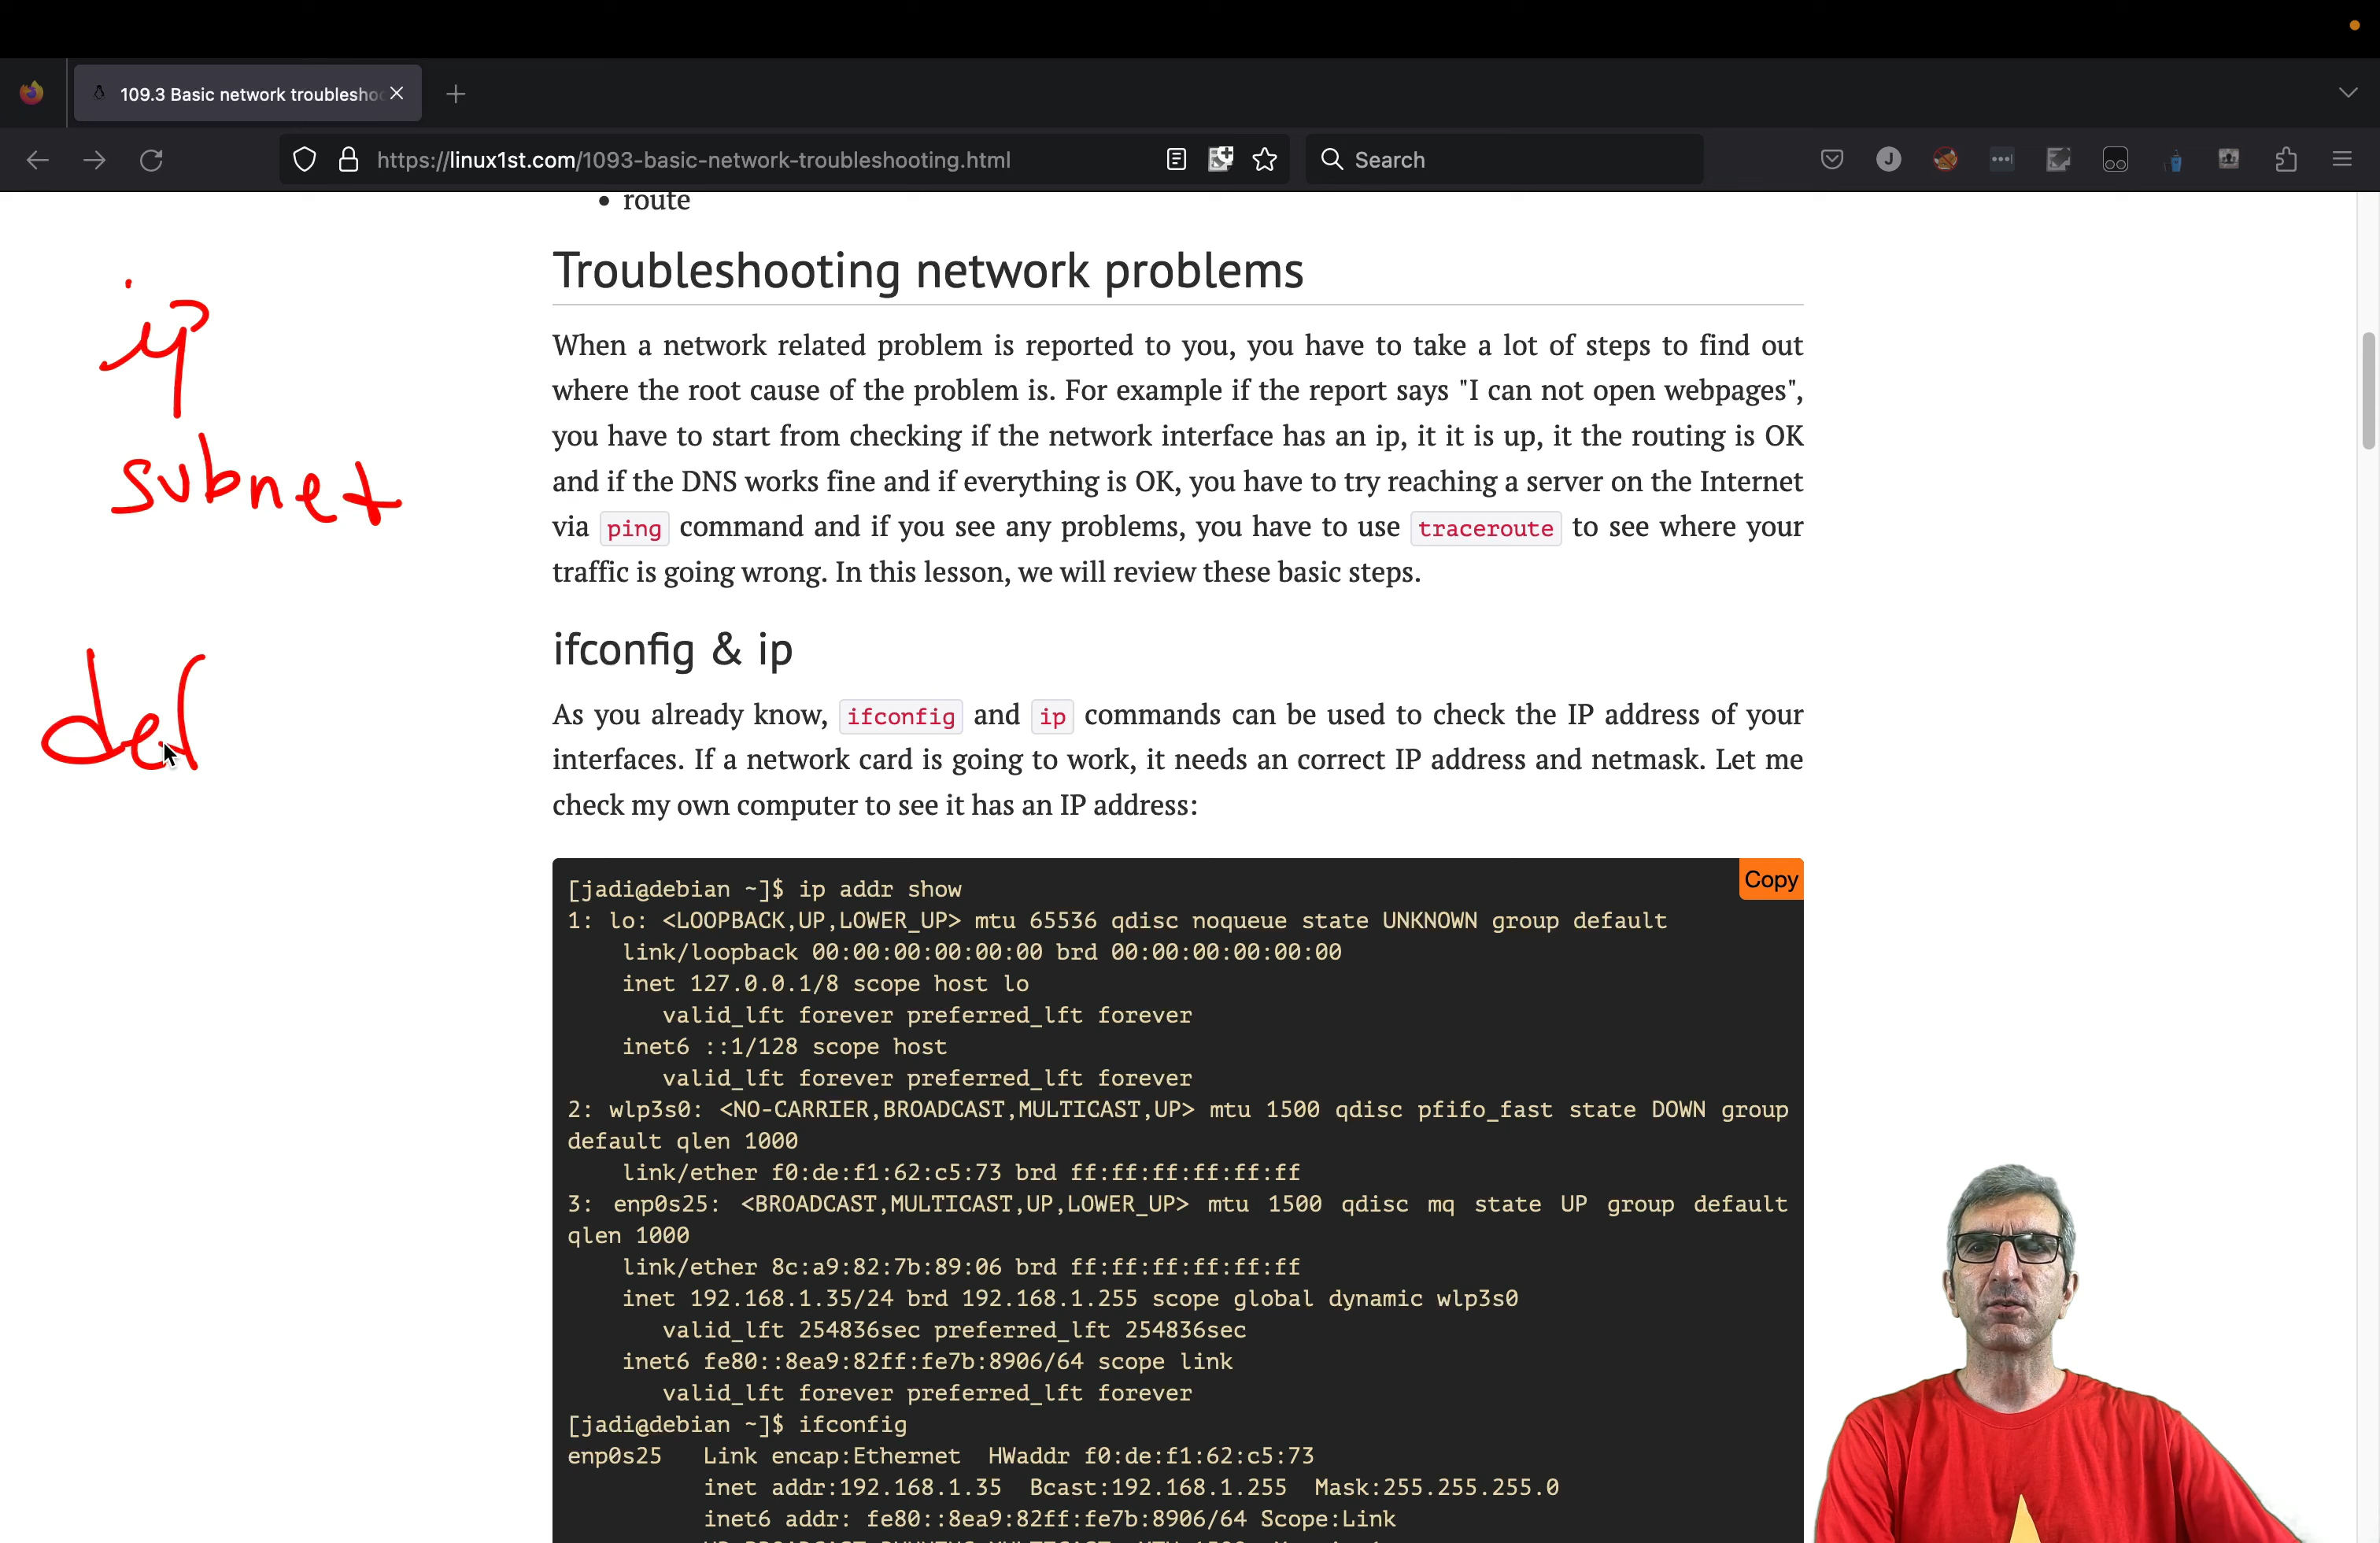 109.3 Basic network troublesho
https://linux1st.com/1093-basic-network-troubleshooting.html
Search
J
• route
Troubleshooting network problems
When a network related problem is reported to you, you have to take a lot of steps to find out
where the root cause of the problem is. For example if the report says "I can not open webpages",
you have to start from checking if the network interface has an ip, it it is up, it the routing is OK
and if the DNS works fine and if everything is OK, you have to try reaching a server on the Internet
via ping command and if you see any problems, you have to use traceroute to see where your
traffic is going wrong. In this lesson, we will review these basic steps.
ip
subnet
def
ifconfig & ip
As you already know, ifconfig and ip commands can be used to check the IP address of your
interfaces. If a network card is going to work, it needs an correct IP address and netmask. Let me
check my own computer to see it has an IP address:
Copy
[jadi@debian ~]$ ip addr show
1: lo: <LOOPBACK,UP,LOWER_UP> mtu 65536 qdisc noqueue state UNKNOWN group default
link/loopback 00:00:00:00:00:00 brd 00:00:00:00:00:00
inet 127.0.0.1/8 scope host lo
valid_lft forever preferred_lft forever
inet6 ::1/128 scope host
valid_lft forever preferred_lft forever
2: wlp3s0: <NO-CARRIER,BROADCAST,MULTICAST,UP> mtu 1500 qdisc pfifo_fast state DOWN group
default qlen 1000
link/ether f0:de:f1:62:c5:73 brd ff:ff:ff:ff:ff:ff
3: enp0s25: <BROADCAST,MULTICAST,UP,LOWER_UP> mtu 1500 qdisc mq state UP group default
qlen 1000
link/ether 8c:a9:82:7b:89:06 brd ff:ff:ff:ff:ff:ff
inet 192.168.1.35/24 brd 192.168.1.255 scope global dynamic wlp3s0
valid_lft 254836sec preferred_lft 254836sec
inet6 fe80::8ea9:82ff:fe7b:8906/64 scope link
valid_lft forever preferred_lft forever
[jadi@debian ~]$ ifconfig
enp0s25 Link encap:Ethernet HWaddr f0:de:f1:62:c5:73
inet addr:192.168.1.35 Bcast:192.168.1.255 Mask:255.255.255.0
inet6 addr: fe80::8ea9:82ff:fe7b:8906/64 Scope:Link